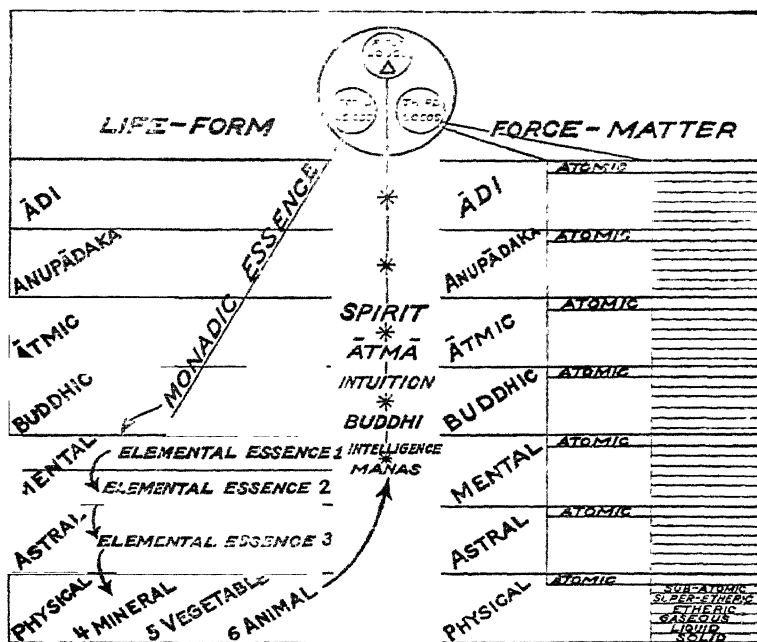 LOGOS
LOGOS
LIFE-FORM
FORCE-MATTER
ĀDI
ANUPĀDAKA
ĀTMIC
BUDDHIC
MENTAL
ASTRAL
PHYSICAL
MONADIC ESSENCE
ELEMENTAL ESSENCE 1
ELEMENTAL ESSENCE 2
ELEMENTAL ESSENCE 3
4 MINERAL
5 VEGETABLE
6 ANIMAL
SPIRIT
ĀTMĀ
INTUITION
BUDDHI
INTELLIGENCE
MANAS
ĀDI
ANUPĀDAKA
ĀTMIC
BUDDHIC
MENTAL
ASTRAL
PHYSICAL
ATOMIC
ATOMIC
ATOMIC
ATOMIC
ATOMIC
ATOMIC
ATOMIC
SUB-ATOMIC
SUPER-ETHERIC
ETHERIC
GASEOUS
LIQUID
SOLID